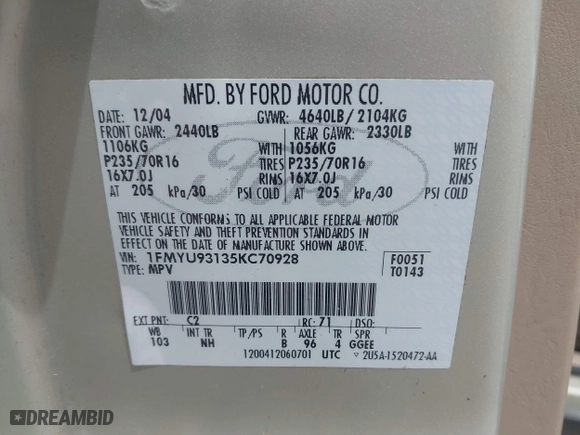 MFD. BY FORD MOTOR CO.
DATE: 12/04 GVWR: 4640LB/ 2104KG
FRONT GAWR: 2440LB REAR GAWR: 2330LB
1106KG WITH 1056KG WITH
P235/70R16 TIRES P235/70R16 TIRES
16X7.0J RIMS 16X7.0J RIMS
AT 205 kPa/30 PSI COLD AT 205 kPa/30 PSI COLD
Ford
THIS VEHICLE CONFORMS TO ALL APPLICABLE FEDERAL MOTOR
VEHICLE SAFETY AND THEFT PREVENTION STANDARDS IN
EFFECT ON THE DATE OF MANUFACTURE SHOWN ABOVE.
VIN: 1FMYU93135KC70928 F0051
TYPE: MPV T0143
EXT PNT: C2 RC: 71 DSO:
WB INT TR TP/PS R AXLE TR SPR
103 NH B 96 4 GGEE
1200412060701 UTC 2U5A-1520472-AA
DREAMBID